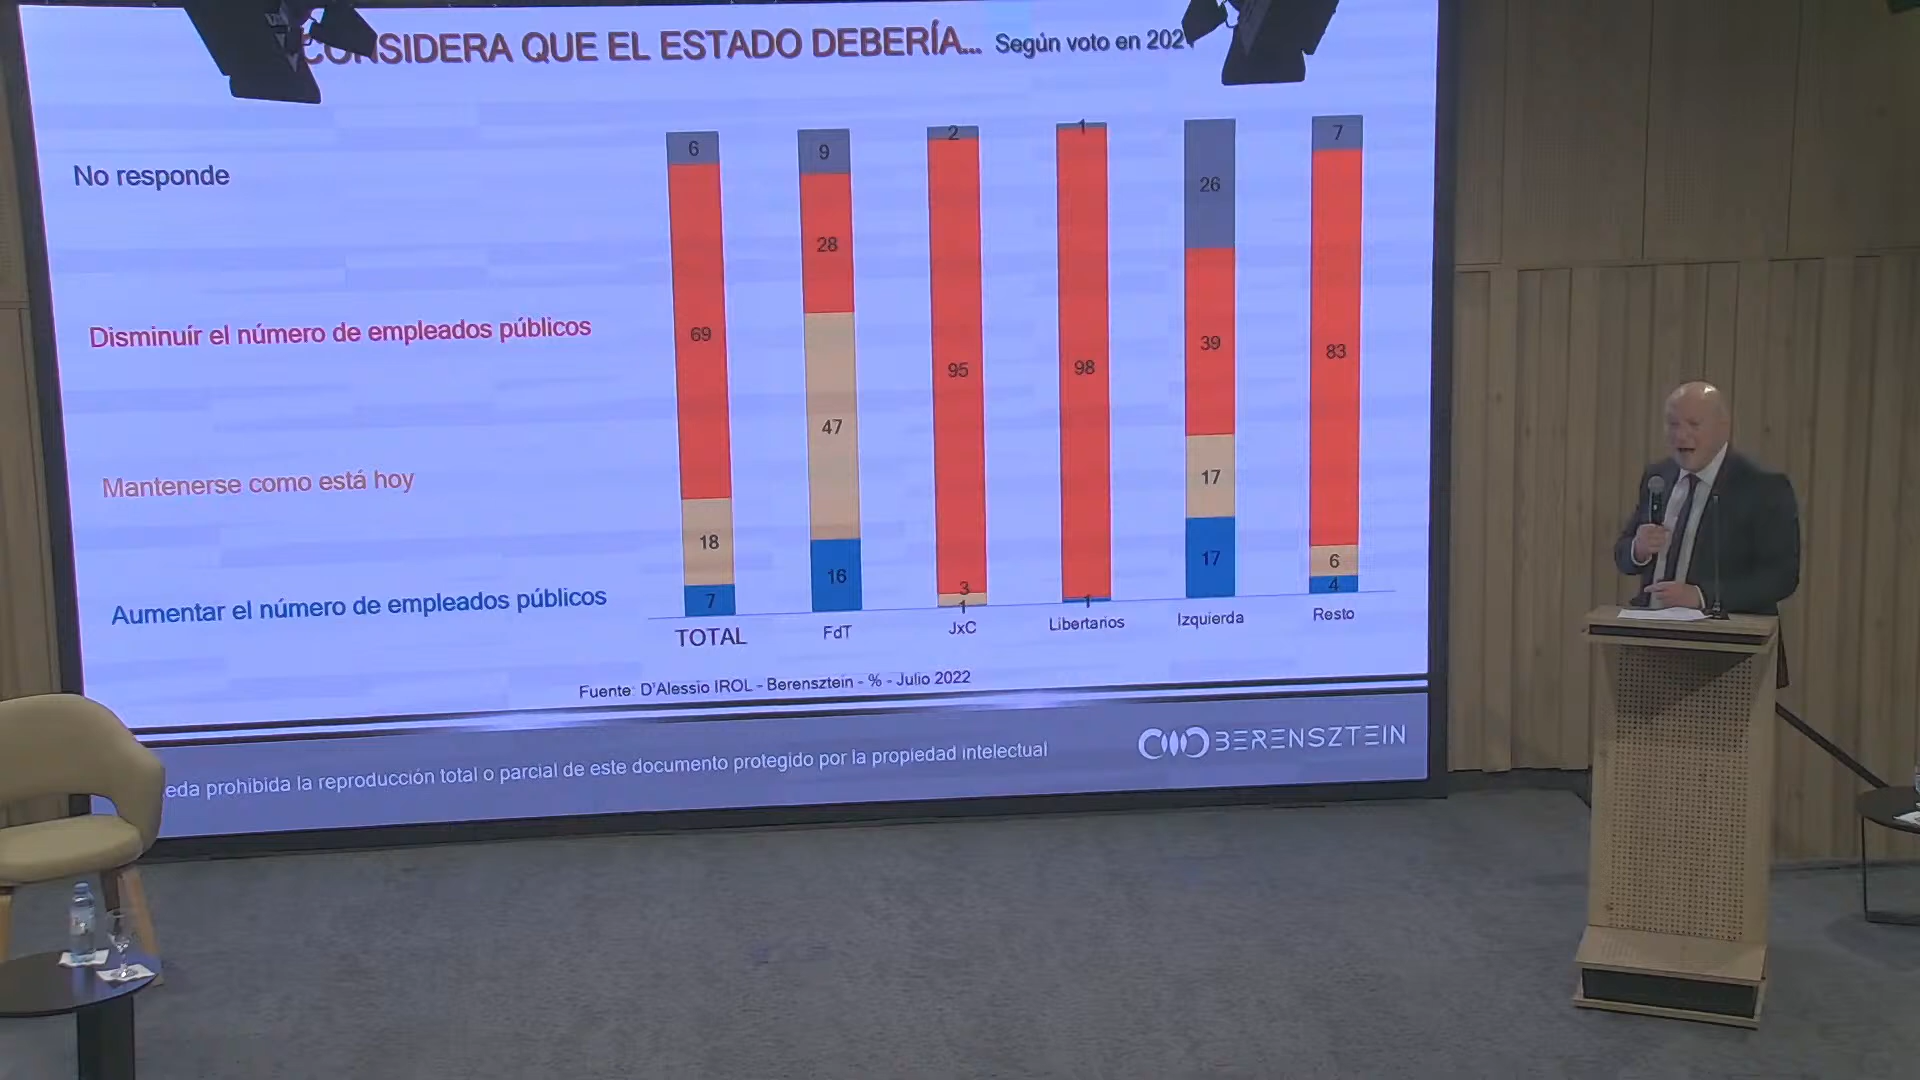 CONSIDERA QUE EL ESTADO DEBERÍA... Según voto en 202
No responde
Disminuír el número de empleados públicos
Mantenerse como está hoy
Aumentar el número de empleados públicos
6 9 2 1 26 7
69 28 95 98 39 83
18 47 3 17 6
7 16 1 1 17 4
TOTAL FdT JxC Libertarios Izquierda Resto
Fuente: D'Alessio IROL - Berensztein - % - Julio 2022
eda prohibida la reproducción total o parcial de este documento protegido por la propiedad intelectual
BERENSZTEIN